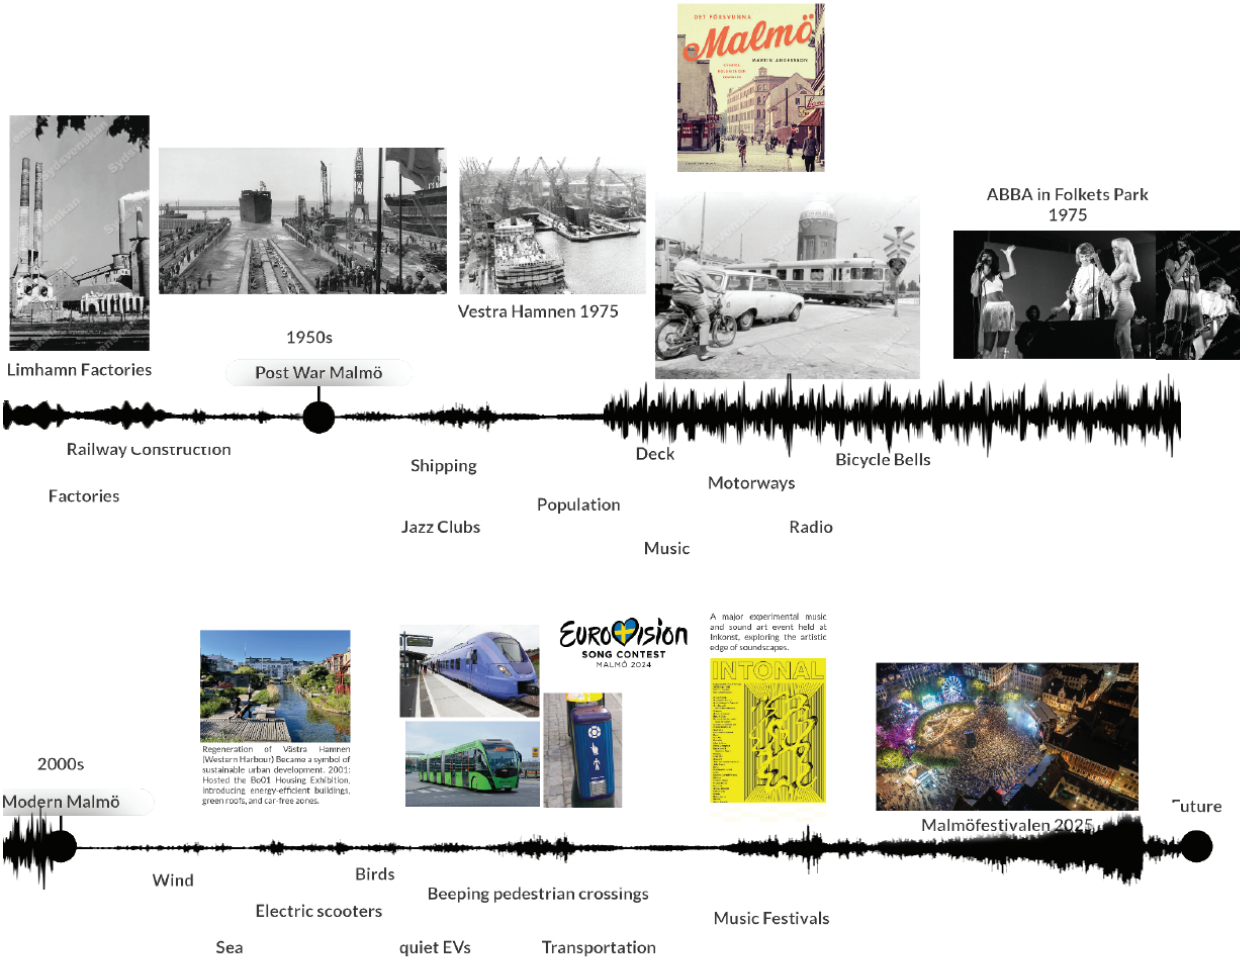 DET FÖRSVUNNA
Malmö
MARTIN ANDERSSON
ABBA in Folkets Park
1975
Vestra Hamnen 1975
1950s
Limhamn Factories
Post War Malmö
Railway Construction
Deck
Bicycle Bells
Shipping
Motorways
Factories
Population
Jazz Clubs
Radio
Music
EUROVISION
SONG CONTEST
MALMÖ 2024
A major experimental music
and sound art event held at
Inkonst, exploring the artistic
edge of soundscapes.
INTONAL
Regeneration of Västra Hamnen
(Western Harbour) Became a symbol of
sustainable urban development. 2001:
Hosted the Bo01 Housing Exhibition,
introducing energy-efficient buildings,
green roofs, and car-free zones.
2000s
Modern Malmö
Future
Malmöfestivalen 2025
Wind
Birds
Beeping pedestrian crossings
Electric scooters
Music Festivals
Sea
quiet EVs
Transportation